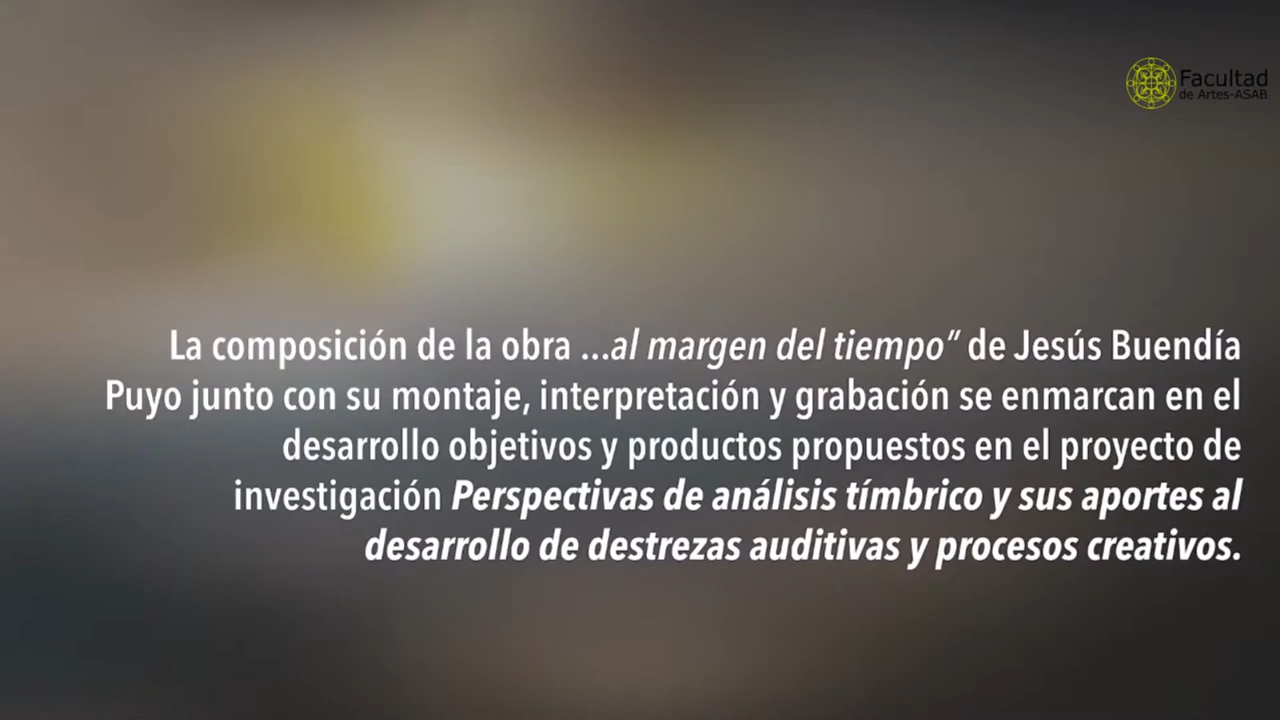 Facultad
de Artes-ASAB
La composición de la obra ...al margen del tiempo” de Jesús Buendía
Puyo junto con su montaje, interpretación y grabación se enmarcan en el
desarrollo objetivos y productos propuestos en el proyecto de
investigación Perspectivas de análisis tímbrico y sus aportes al
desarrollo de destrezas auditivas y procesos creativos.